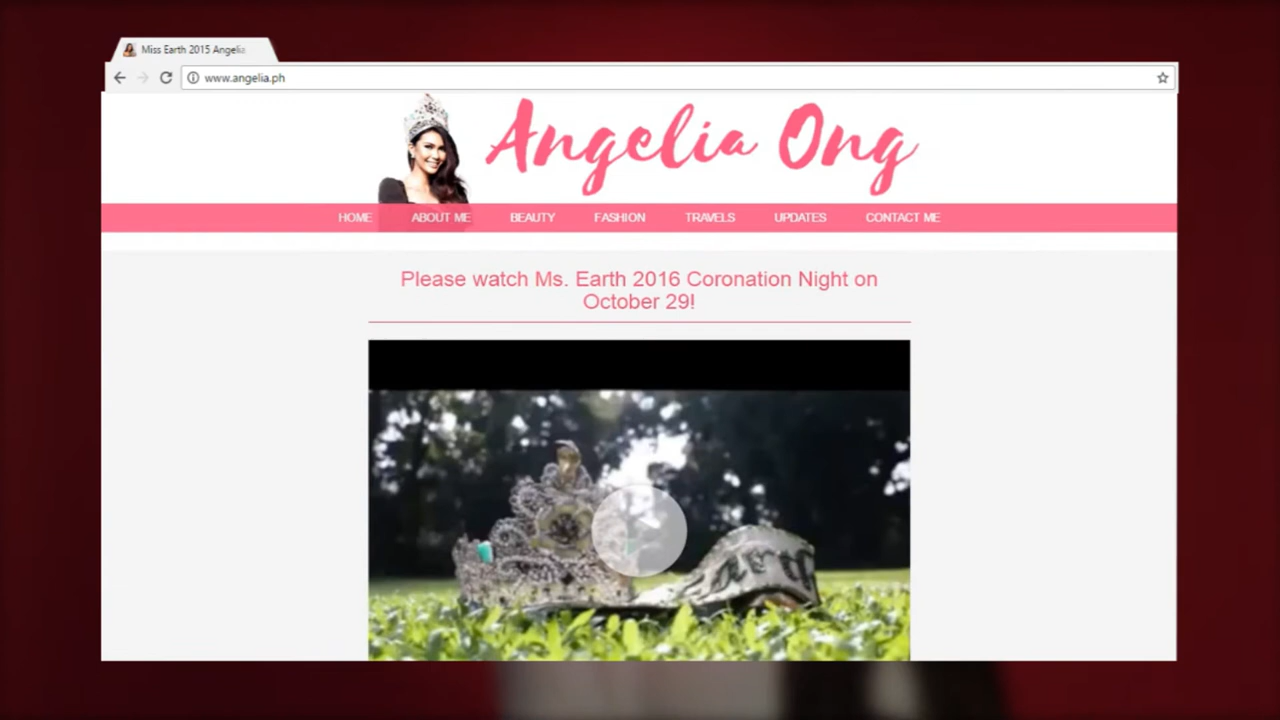 Miss Earth 2015 Angelia
www.angelia.ph
Angelia Ong
HOME ABOUT ME BEAUTY FASHION TRAVELS UPDATES CONTACT ME
Please watch Ms. Earth 2016 Coronation Night on
October 29!